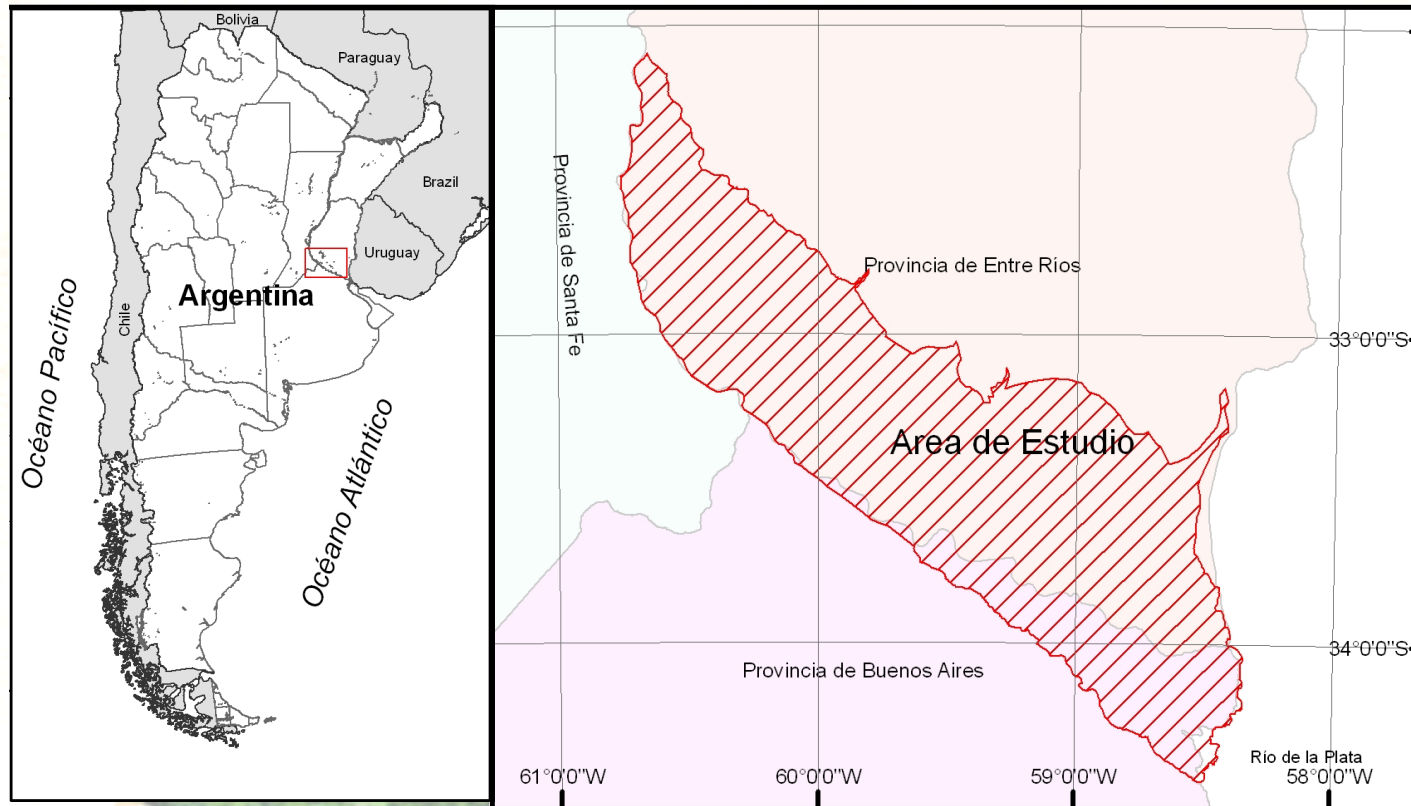 Bolivia
Paraguay
Brazil
Uruguay
Argentina
Chile
Océano Pacífico
Océano Atlántico
Provincia de Santa Fe
Provincia de Entre Ríos
33°0'0"S
Area de Estudio
34°0'0"S
Provincia de Buenos Aires
Río de la Plata
61°0'0"W
60°0'0"W
59°0'0"W
58°0'0"W